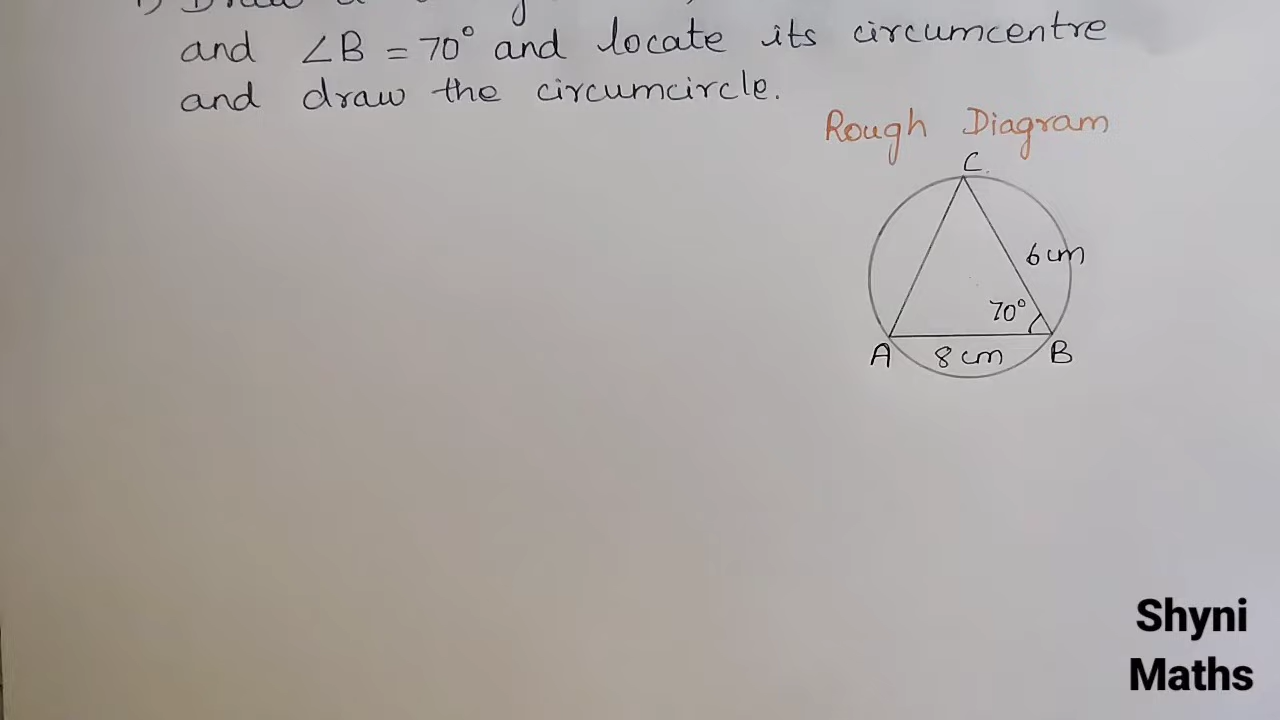 and ∠B = 70° and locate its circumcentre
and draw the circumcircle.
Rough Diagram
C
6 cm
70°
A 8 cm B
Shyni
Maths